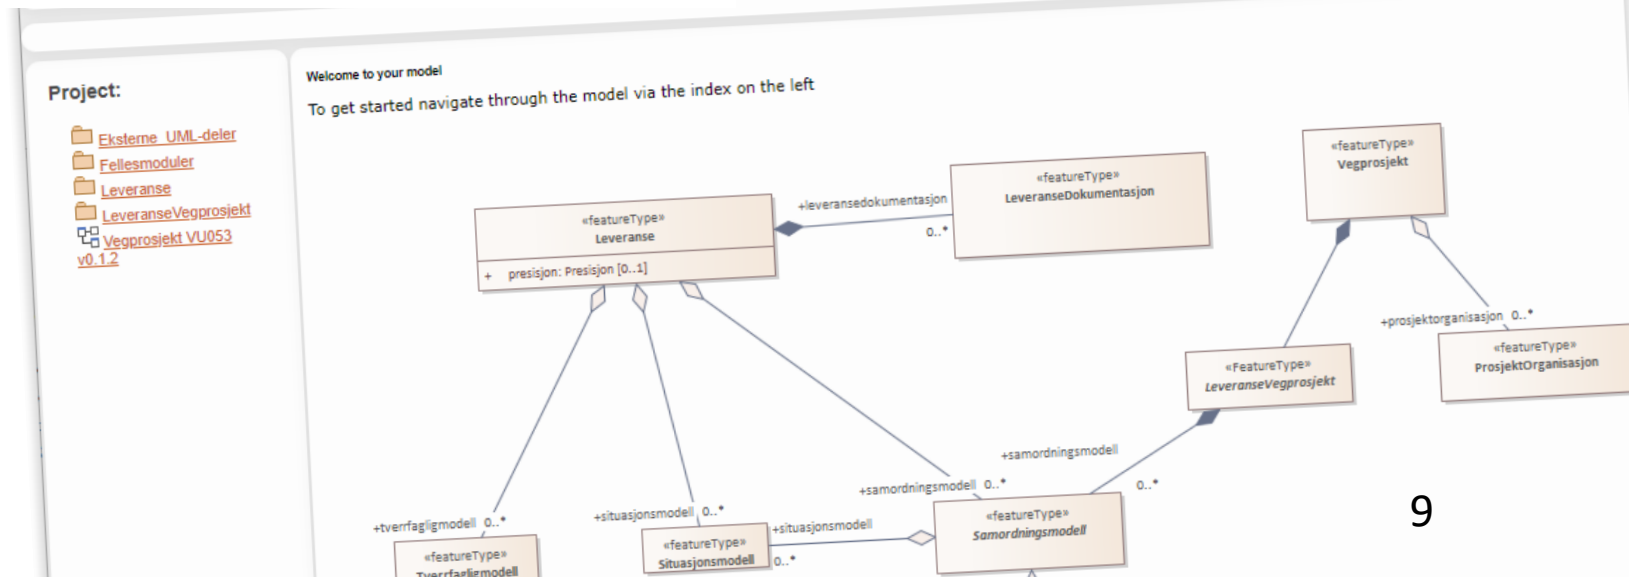 Project:
Eksterne UML-deler
Fellesmoduler
Leveranse
LeveranseVegprosjekt
Vegprosjekt VU053
v0.1.2
Welcome to your model
To get started navigate through the model via the index on the left
«featureType»
Vegprosjekt
«featureType»
LeveranseDokumentasjon
+leveransedokumentasjon
0..*
«featureType»
Leveranse
+ presisjon: Presisjon [0..1]
+prosjektorganisasjon 0..*
«featureType»
ProsjektOrganisasjon
«FeatureType»
LeveranseVegprosjekt
+samordningsmodell
0..*
+samordningsmodell 0..*
+situasjonsmodell 0..*
+tverrfagligmodell 0..*
«featureType»
Samordningsmodell
+situasjonsmodell
0..*
«featureType»
Situasjonsmodell
«featureType»
Tverrfagligmodell
9